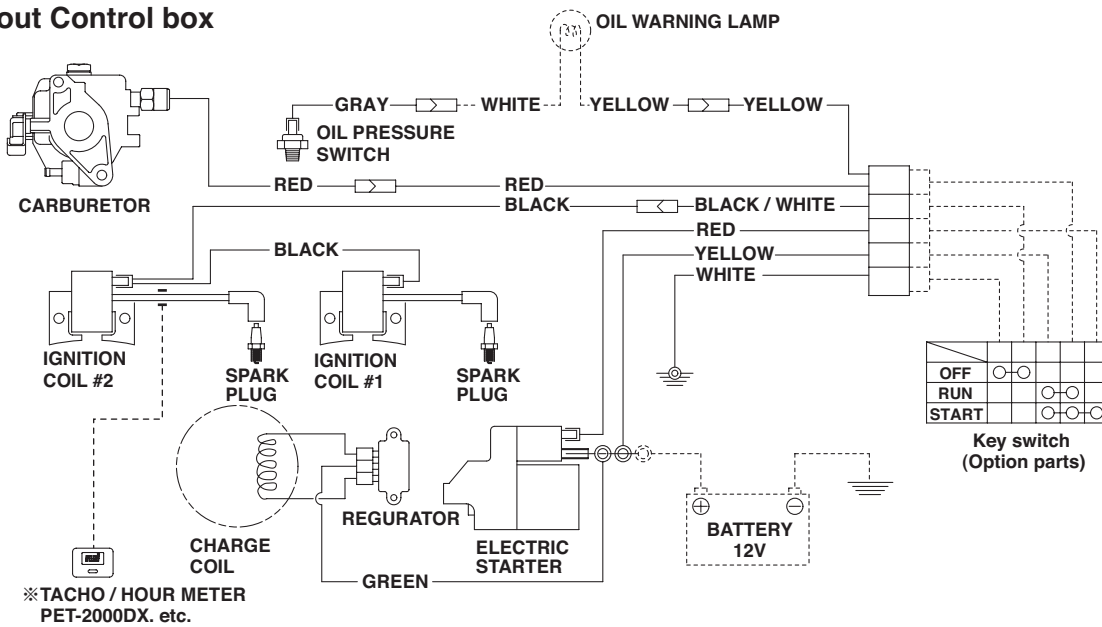 out Control box
OIL WARNING LAMP
GRAY
WHITE
YELLOW
YELLOW
OIL PRESSURE
SWITCH
CARBURETOR
RED
RED
BLACK
BLACK / WHITE
RED
BLACK
YELLOW
WHITE
IGNITION
COIL #2
SPARK
PLUG
IGNITION
COIL #1
SPARK
PLUG
OFF
RUN
START
Key switch
(Option parts)
REGURATOR
CHARGE
COIL
ELECTRIC
STARTER
BATTERY
12V
GREEN
※TACHO / HOUR METER
PET-2000DX. etc.